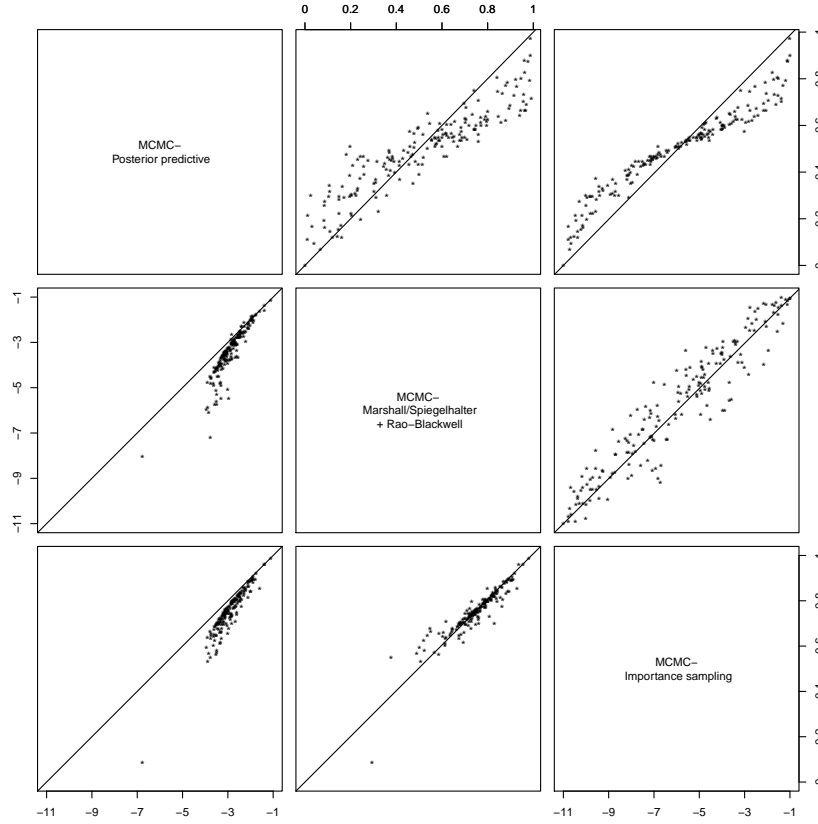 0 0.2 0.4 0.6 0.8 1
MCMC−
Posterior predictive
−1
−3
−5
−7
−9
−11
MCMC−
Marshall/Spiegelhalter
+ Rao−Blackwell
MCMC−
Importance sampling
−11 −9 −7 −5 −3 −1
−11 −9 −7 −5 −3 −1